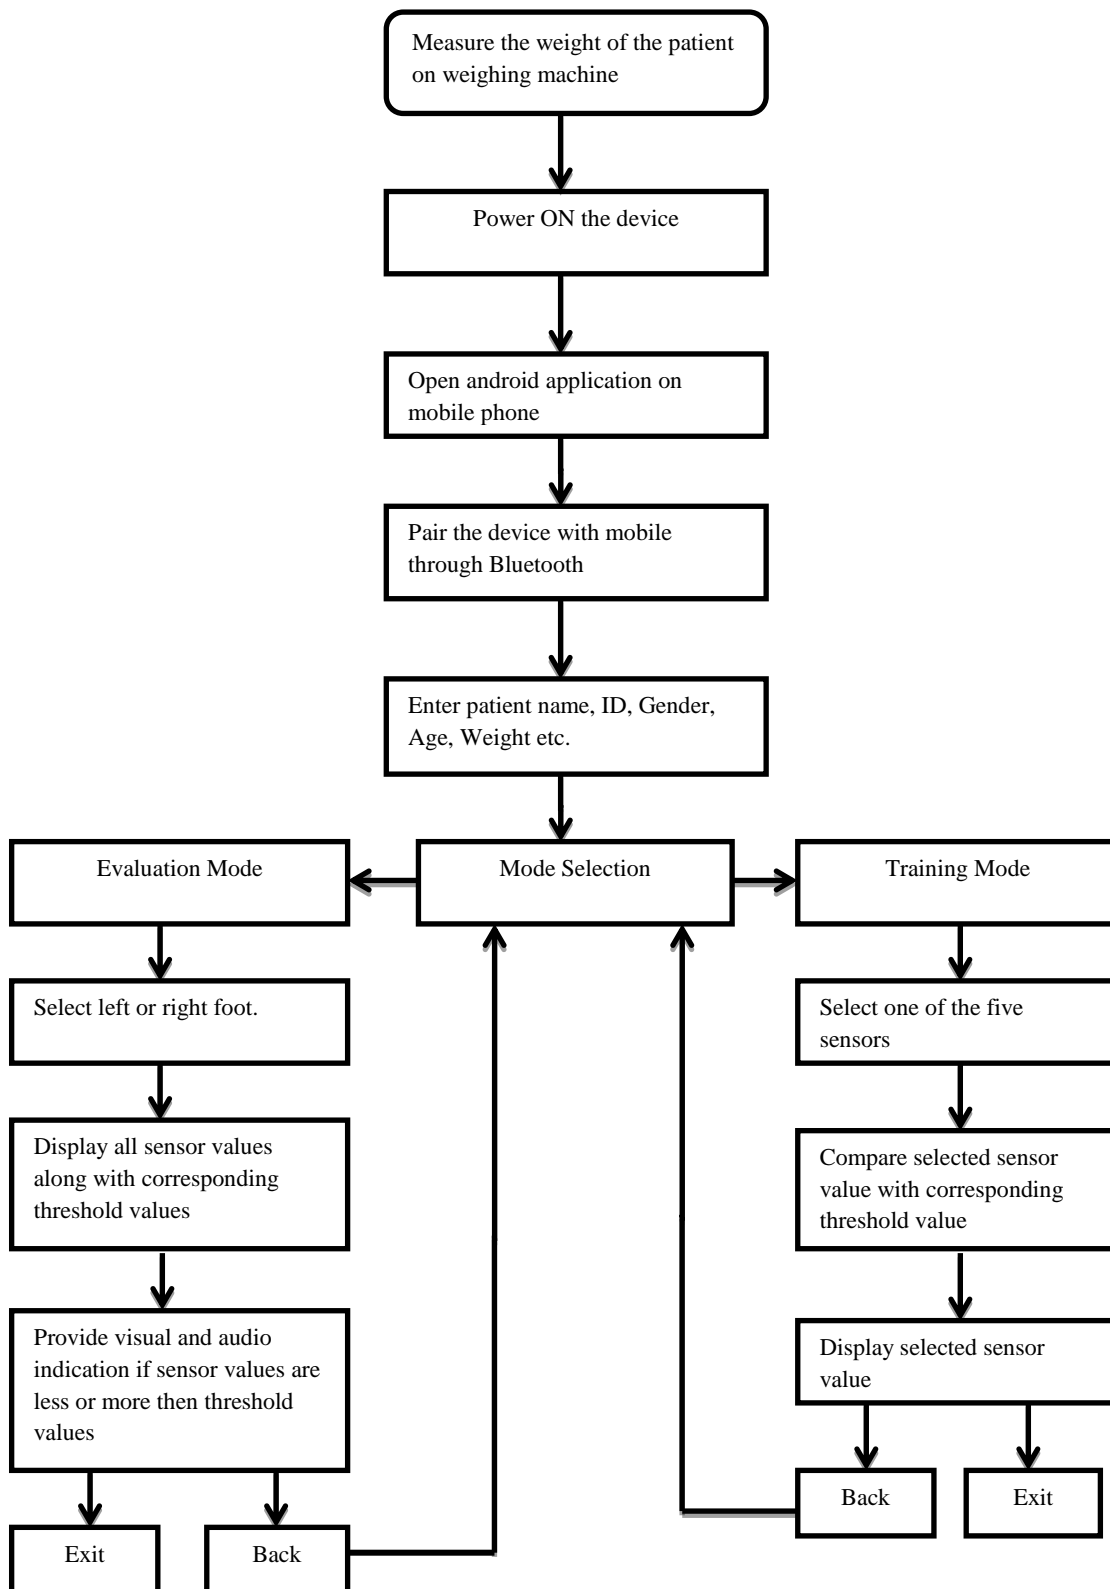 Measure the weight of the patient
on weighing machine
Power ON the device
Open android application on
mobile phone
Pair the device with mobile
through Bluetooth
Enter patient name, ID, Gender,
Age, Weight etc.
Evaluation Mode
Mode Selection
Training Mode
Select left or right foot.
Select one of the five
sensors
Display all sensor values
along with corresponding
threshold values
Compare selected sensor
value with corresponding
threshold value
Provide visual and audio
indication if sensor values are
less or more then threshold
values
Display selected sensor
value
Back
Exit
Exit
Back